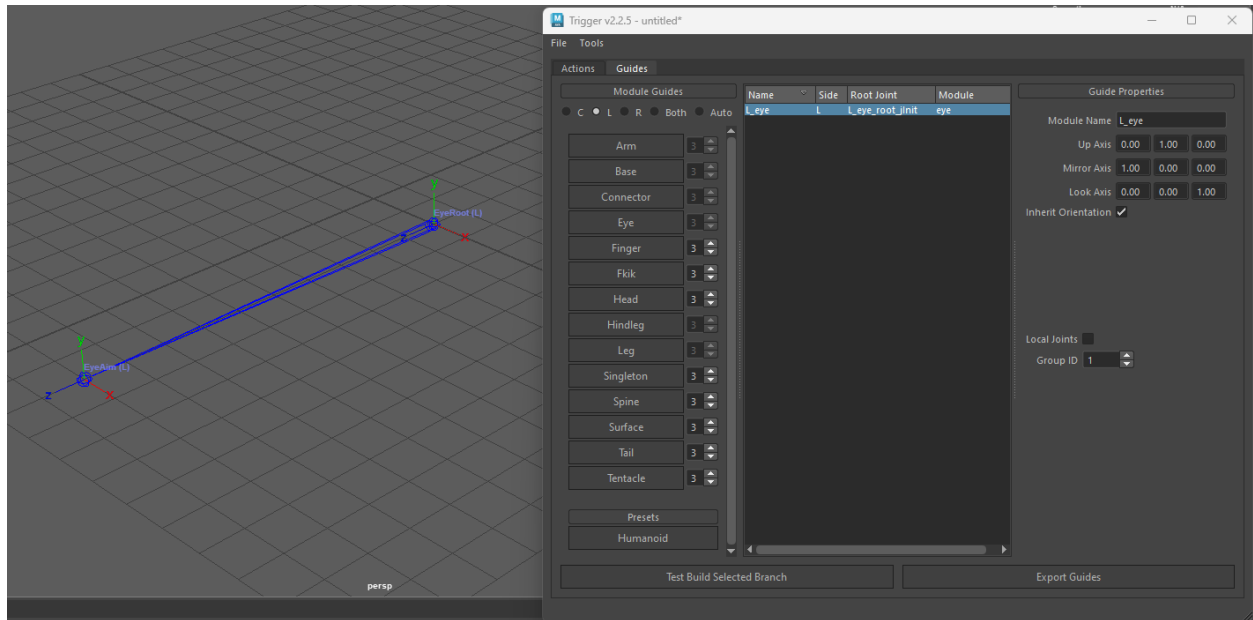 Trigger v2.2.5 - untitled*
File Tools
Actions Guides
Module Guides
C L R Both Auto
Arm 3
Base 3
Connector 3
Eye 3
Finger 3
Fkik 3
Head 3
Hindleg 3
Leg 3
Singleton 3
Spine 3
Surface 3
Tail 3
Tentacle 3
Presets
Humanoid
Name Side Root Joint Module
L_eye L L_eye_root_jInit eye
Guide Properties
Module Name L_eye
Up Axis 0.00 1.00 0.00
Mirror Axis 1.00 0.00 0.00
Look Axis 0.00 0.00 1.00
Inherit Orientation
Local Joints
Group ID 1
Test Build Selected Branch
Export Guides
y
EyeRoot (L)
z x
y
EyeAim (L)
z x
persp